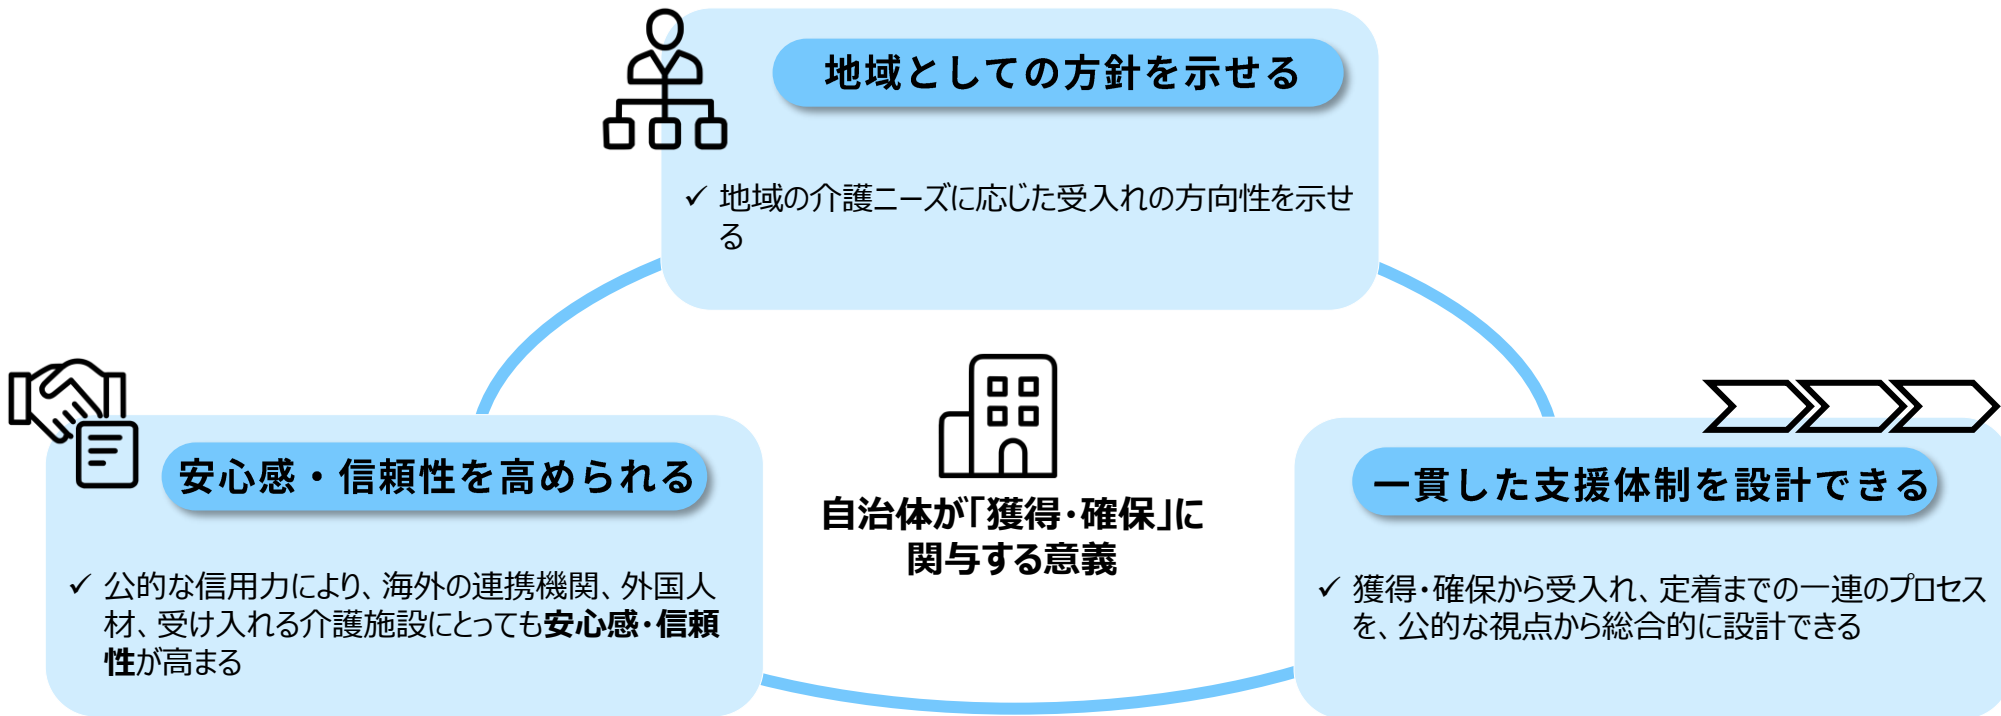 地域としての方針を示せる
✓ 地域の介護ニーズに応じた受入れの方向性を示せ
る
安心感・信頼性を高められる
✓ 公的な信用力により、海外の連携機関、外国人
材、受け入れる介護施設にとっても安心感・信頼
性が高まる
自治体が「獲得・確保」に
関与する意義
一貫した支援体制を設計できる
✓ 獲得・確保から受入れ、定着までの一連のプロセス
を、公的な視点から総合的に設計できる